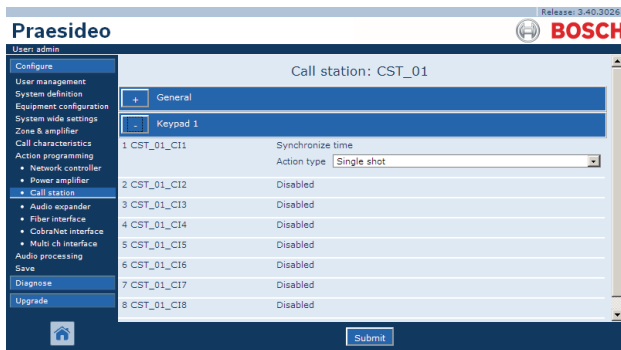 Release: 3.40.3026
Praesideo
BOSCH
User: admin
Configure
User management
System definition
Equipment configuration
System wide settings
Zone & amplifier
Call characteristics
Action programming
• Network controller
• Power amplifier
• Call station
• Audio expander
• Fiber interface
• CobraNet interface
• Multi ch interface
Audio processing
Save
Diagnose
Upgrade
Call station: CST_01
+ General
- Keypad 1
1 CST_01_CI1 Synchronize time
Action type Single shot
2 CST_01_CI2 Disabled
3 CST_01_CI3 Disabled
4 CST_01_CI4 Disabled
5 CST_01_CI5 Disabled
6 CST_01_CI6 Disabled
7 CST_01_CI7 Disabled
8 CST_01_CI8 Disabled
Submit